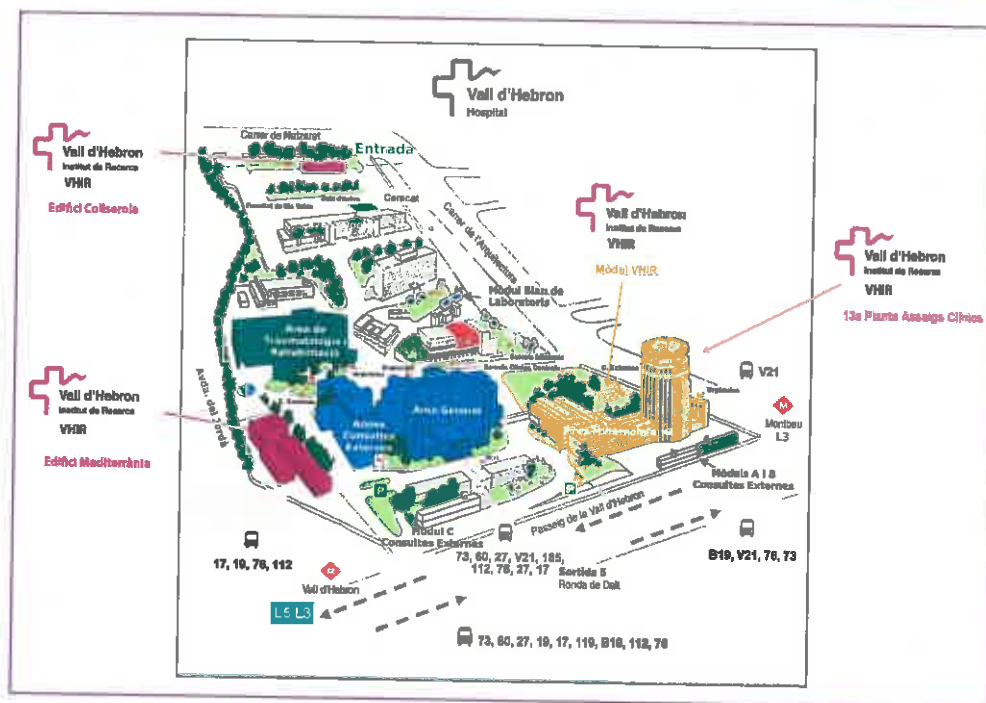 Vall d'Hebron
Hospital
Vall d'Hebron
Institut de Recerca
VHIR
Edifici Collserola
Carrer de Natzaret
Entrada
Carrer de l'Arquitectura
Vall d'Hebron
Institut de Recerca
VHIR
Mòdul VHIR
Vall d'Hebron
Institut de Recerca
VHIR
13a Planta Assaigs Clínics
Laboratoris
Àrea de
Traumatologia i
Rehabilitació
V21
M
Montbau
L3
Vall d'Hebron
Institut de Recerca
VHIR
Edifici Mediterrània
Avda. del Jordà
Àrea General
Consultes
Externes
Mòduls A i B
Consultes Externes
P
P
Passeig de la Vall d'Hebron
Mòdul C
Consultes Externes
17, 19, 76, 112
73, 60, 27, V21, 185,
112, 76, 27, 17
Sortida 5
Ronda de Dalt
B19, V21, 76, 73
Vall d'Hebron
L5 L3
73, 60, 27, 19, 17, 119, B19, 112, 76